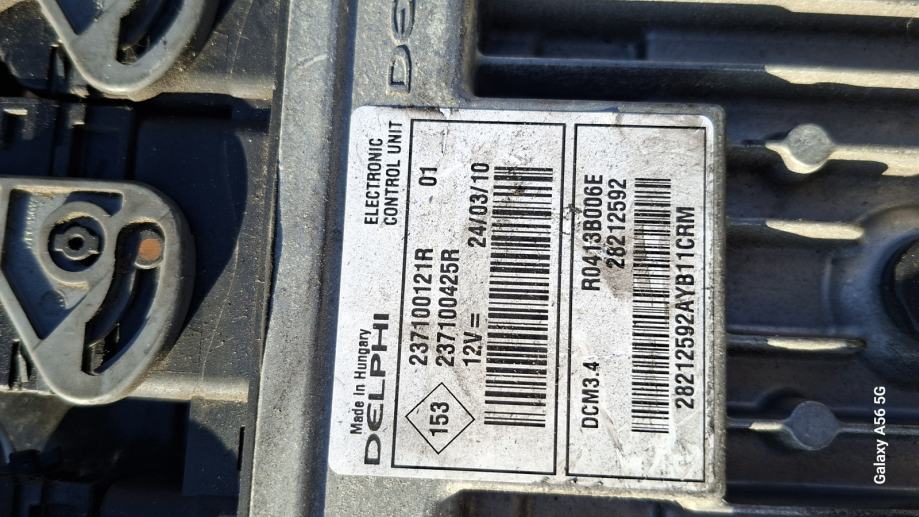 DE
Made In Hungary
DELPHI
ELECTRONIC
CONTROL UNIT
153
237100121R 01
237100425R
12V = 24/03/10
DCM3.4 R0413B006E
28212592
28212592AYB11CRM
Galaxy A56 5G